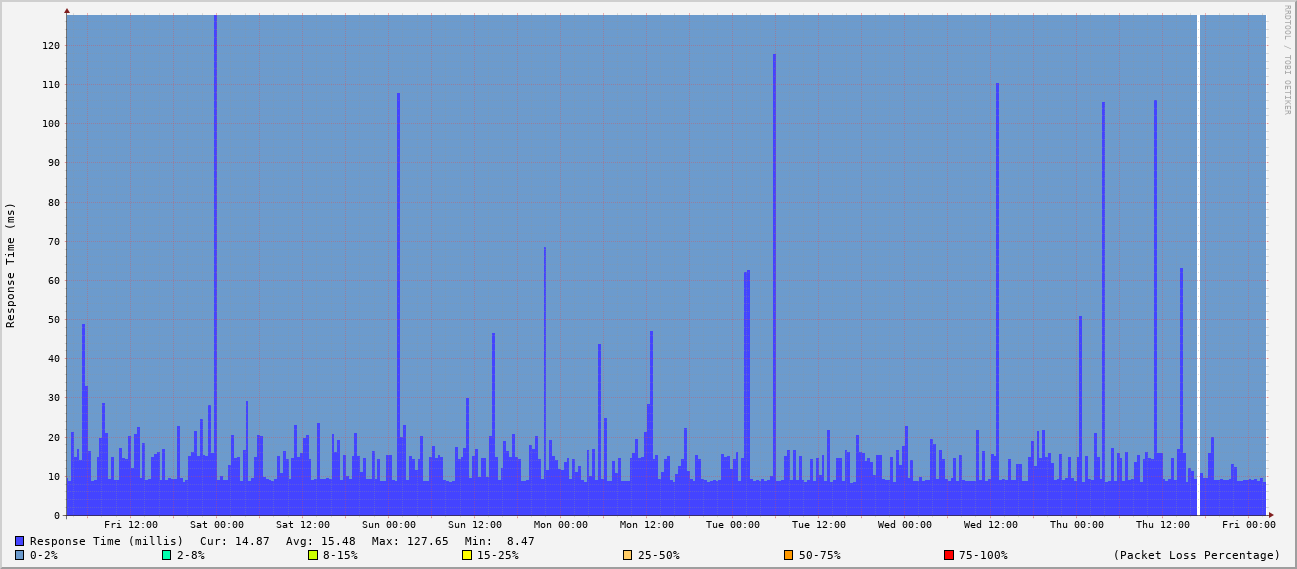 RRDTOOL / TOBI OETIKER
Response Time (ms)
120
110
100
90
80
70
60
50
40
30
20
10
0
Fri 12:00 Sat 00:00 Sat 12:00 Sun 00:00 Sun 12:00 Mon 00:00 Mon 12:00 Tue 00:00 Tue 12:00 Wed 00:00 Wed 12:00 Thu 00:00 Thu 12:00 Fri 00:00
Response Time (millis) Cur: 14.87 Avg: 15.48 Max: 127.65 Min: 8.47
0-2% 2-8% 8-15% 15-25% 25-50% 50-75% 75-100% (Packet Loss Percentage)